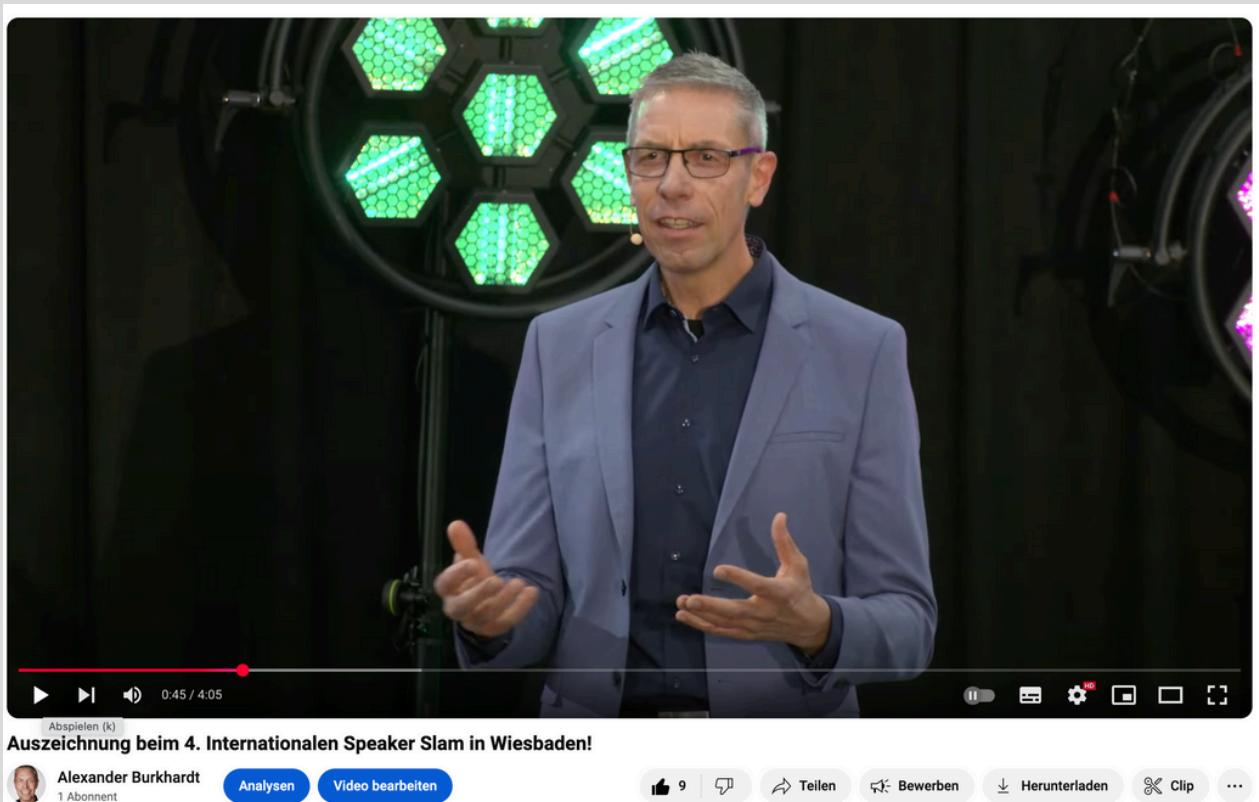 0:45 / 4:05
HD
Abspielen (k)
Auszeichnung beim 4. Internationalen Speaker Slam in Wiesbaden!
Alexander Burkhardt
1 Abonnent
Analysen
Video bearbeiten
9
Teilen
Bewerben
Herunterladen
Clip